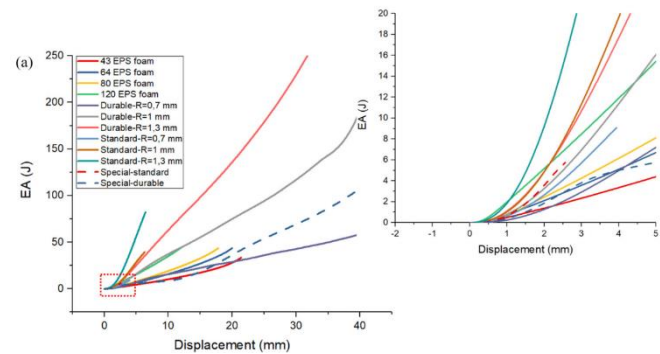 (a)
250
200
150
100
50
0
EA (J)
43 EPS foam
64 EPS foam
80 EPS foam
120 EPS foam
Durable-R=0,7 mm
Durable-R=1 mm
Durable-R=1,3 mm
Standard-R=0,7 mm
Standard-R=1 mm
Standard-R=1,3 mm
Special-standard
Special-durable
0 10 20 30 40
Displacement (mm)
20
18
16
14
12
10
8
6
4
2
0
EA (J)
-2 -1 0 1 2 3 4 5
Displacement (mm)